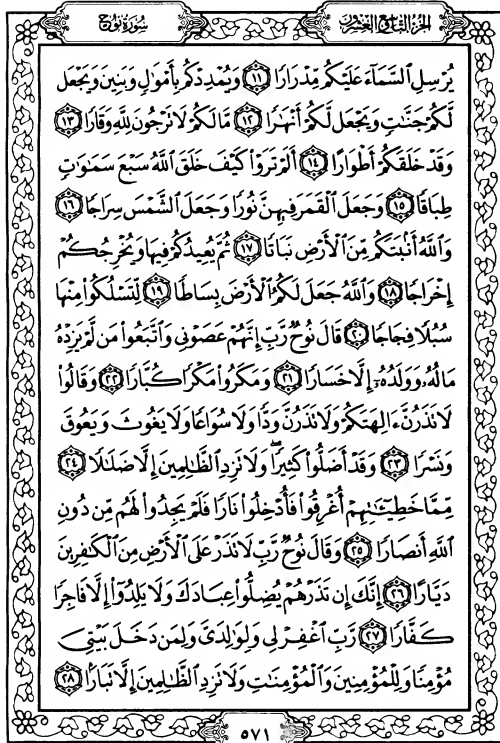 الجزء التاسع والعشرون
سورة نوح
يُرْسِلِ ٱلسَّمَآءَ عَلَيْكُم مِّدْرَارًا ١١ وَيُمْدِدْكُم بِأَمْوَٰلٍ وَبَنِينَ وَيَجْعَل
لَّكُمْ جَنَّٰتٍ وَيَجْعَل لَّكُمْ أَنْهَٰرًا ١٢ مَّا لَكُمْ لَا تَرْجُونَ لِلَّهِ وَقَارًا ١٣
وَقَدْ خَلَقَكُمْ أَطْوَارًا ١٤ أَلَمْ تَرَوْا۟ كَيْفَ خَلَقَ ٱللَّهُ سَبْعَ سَمَٰوَٰتٍ
طِبَاقًا ١٥ وَجَعَلَ ٱلْقَمَرَ فِيهِنَّ نُورًا وَجَعَلَ ٱلشَّمْسَ سِرَاجًا ١٦
وَٱللَّهُ أَنۢبَتَكُم مِّنَ ٱلْأَرْضِ نَبَاتًا ١٧ ثُمَّ يُعِيدُكُمْ فِيهَا وَيُخْرِجُكُمْ
إِخْرَاجًا ١٨ وَٱللَّهُ جَعَلَ لَكُمُ ٱلْأَرْضَ بِسَاطًا ١٩ لِّتَسْلُكُوا۟ مِنْهَا
سُبُلًا فِجَاجًا ٢٠ قَالَ نُوحٌ رَّبِّ إِنَّهُمْ عَصَوْنِى وَٱتَّبَعُوا۟ مَن لَّمْ يَزِدْهُ
مَالُهُۥ وَوَلَدُهُۥٓ إِلَّا خَسَارًا ٢١ وَمَكَرُوا۟ مَكْرًا كُبَّارًا ٢٢ وَقَالُوا۟
لَا تَذَرُنَّ ءَالِهَتَكُمْ وَلَا تَذَرُنَّ وَدًّا وَلَا سُوَاعًا وَلَا يَغُوثَ وَيَعُوقَ
وَنَسْرًا ٢٣ وَقَدْ أَضَلُّوا۟ كَثِيرًا ۖ وَلَا تَزِدِ ٱلظَّٰلِمِينَ إِلَّا ضَلَٰلًا ٢٤
مِّمَّا خَطِيٓـَٰٔتِهِمْ أُغْرِقُوا۟ فَأُدْخِلُوا۟ نَارًا فَلَمْ يَجِدُوا۟ لَهُم مِّن دُونِ
ٱللَّهِ أَنصَارًا ٢٥ وَقَالَ نُوحٌ رَّبِّ لَا تَذَرْ عَلَى ٱلْأَرْضِ مِنَ ٱلْكَٰفِرِينَ
دَيَّارًا ٢٦ إِنَّكَ إِن تَذَرْهُمْ يُضِلُّوا۟ عِبَادَكَ وَلَا يَلِدُوٓا۟ إِلَّا فَاجِرًا
كَفَّارًا ٢٧ رَّبِّ ٱغْفِرْ لِى وَلِوَٰلِدَىَّ وَلِمَن دَخَلَ بَيْتِىَ
مُؤْمِنًا وَلِلْمُؤْمِنِينَ وَٱلْمُؤْمِنَٰتِ وَلَا تَزِدِ ٱلظَّٰلِمِينَ إِلَّا تَبَارًۢا ٢٨
٥٧١